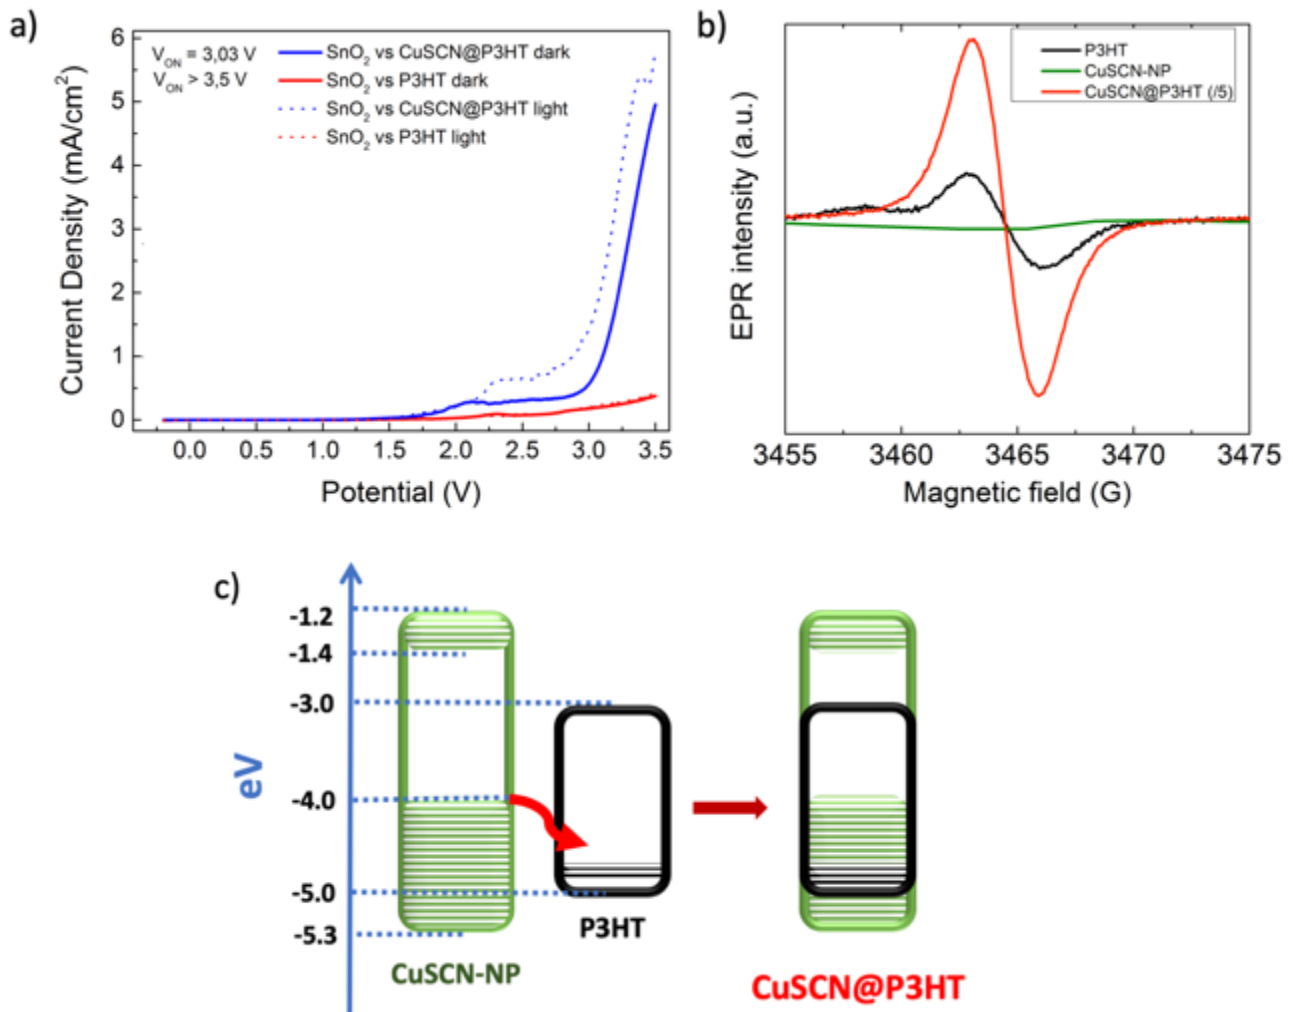 a)
V_ON = 3,03 V
V_ON > 3,5 V
SnO₂ vs CuSCN@P3HT dark
SnO₂ vs P3HT dark
SnO₂ vs CuSCN@P3HT light
SnO₂ vs P3HT light
Current Density (mA/cm²)
6
5
4
3
2
1
0
0.0 0.5 1.0 1.5 2.0 2.5 3.0 3.5
Potential (V)
b)
P3HT
CuSCN-NP
CuSCN@P3HT (/5)
EPR intensity (a.u.)
3455 3460 3465 3470 3475
Magnetic field (G)
c)
eV
-1.2
-1.4
-3.0
-4.0
-5.0
-5.3
CuSCN-NP
P3HT
CuSCN@P3HT